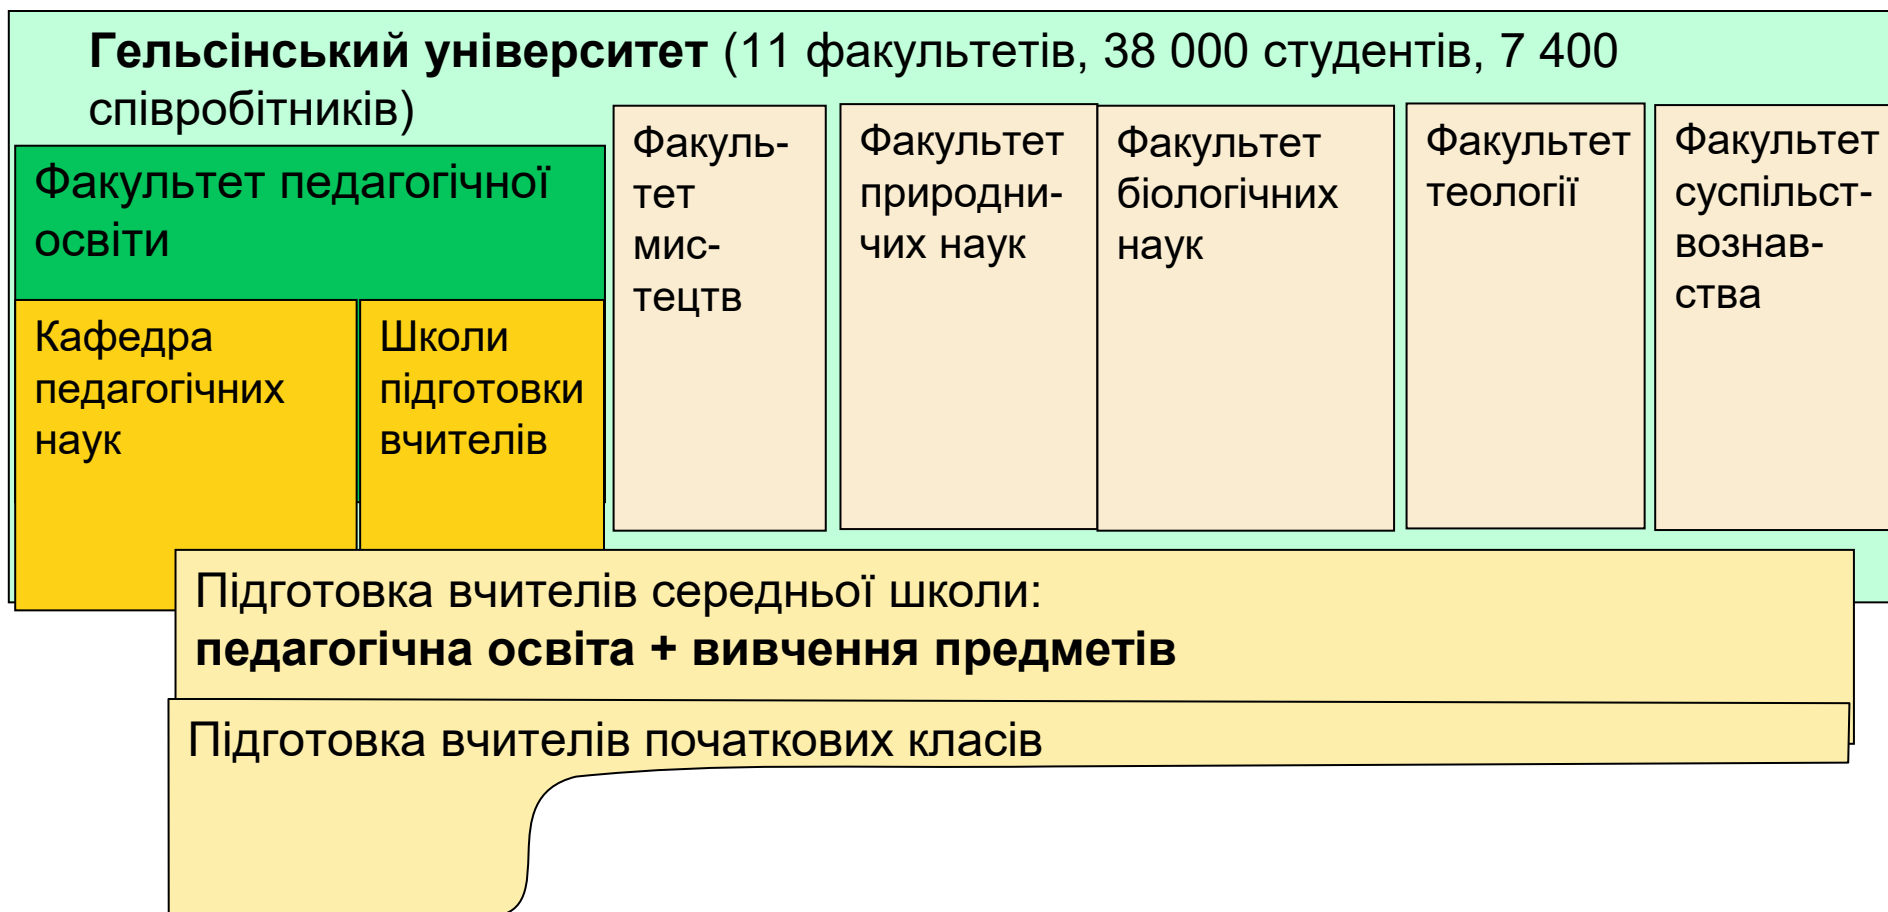 Гельсінський університет (11 факультетів, 38 000 студентів, 7 400
співробітників)
Факультет педагогічної
освіти
Кафедра
педагогічних
наук
Школи
підготовки
вчителів
Факуль-
тет
мис-
тецтв
Факультет
природни-
чих наук
Факультет
біологічних
наук
Факультет
теології
Факультет
суспільст-
вознав-
ства
Підготовка вчителів середньої школи:
педагогічна освіта + вивчення предметів
Підготовка вчителів початкових класів